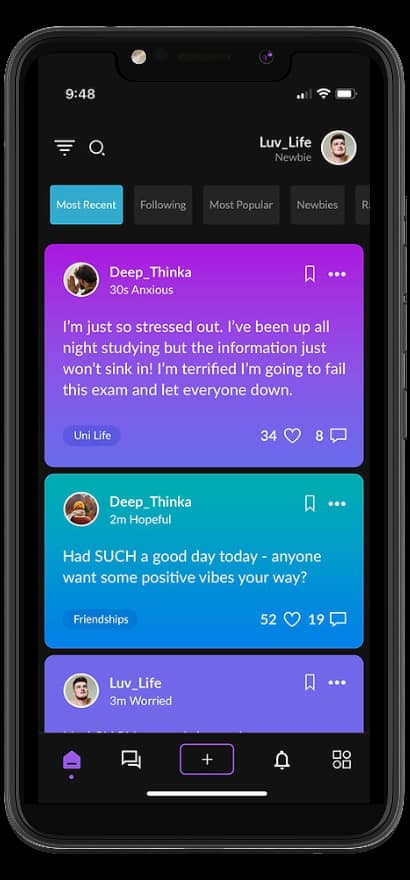 9:48
Luv_Life
Newbie
Most Recent
Following
Most Popular
Newbies
Deep_Thinka
30s Anxious
I'm just so stressed out. I've been up all
night studying but the information just
won't sink in! I'm terrified I'm going to fail
this exam and let everyone down.
Uni Life
34
8
Deep_Thinka
2m Hopeful
Had SUCH a good day today - anyone
want some positive vibes your way?
Friendships
52
19
Luv_Life
3m Worried